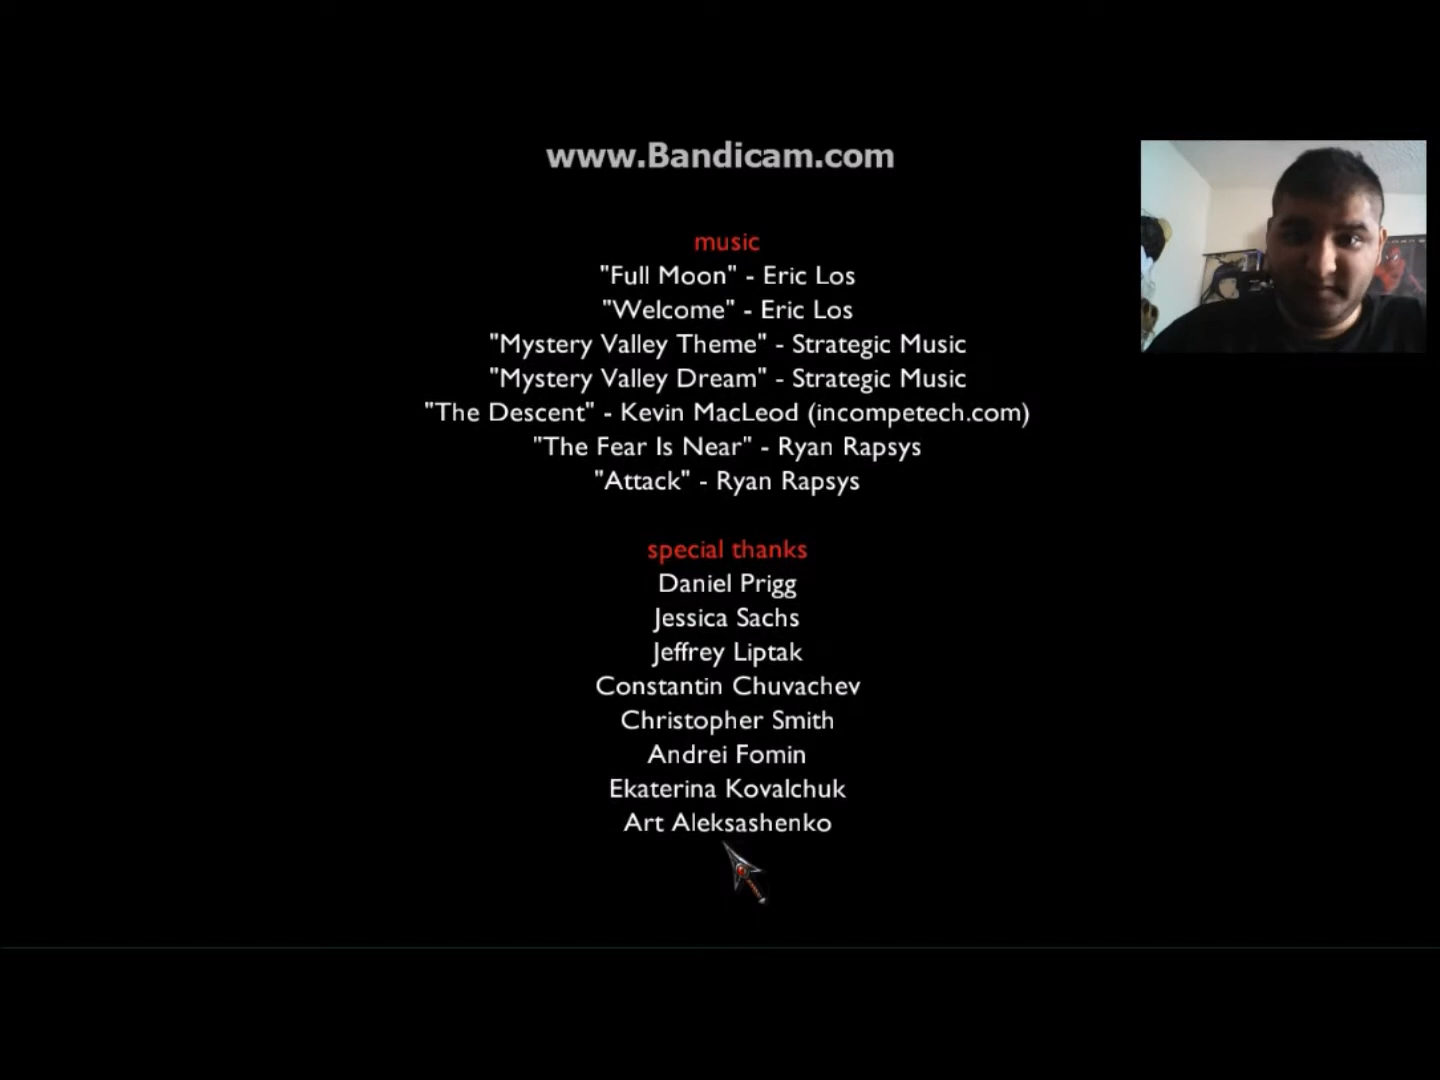 www.Bandicam.com
music
"Full Moon" - Eric Los
"Welcome" - Eric Los
"Mystery Valley Theme" - Strategic Music
"Mystery Valley Dream" - Strategic Music
"The Descent" - Kevin MacLeod (incompetech.com)
"The Fear Is Near" - Ryan Rapsys
"Attack" - Ryan Rapsys
special thanks
Daniel Prigg
Jessica Sachs
Jeffrey Liptak
Constantin Chuvachev
Christopher Smith
Andrei Fomin
Ekaterina Kovalchuk
Art Aleksashenko